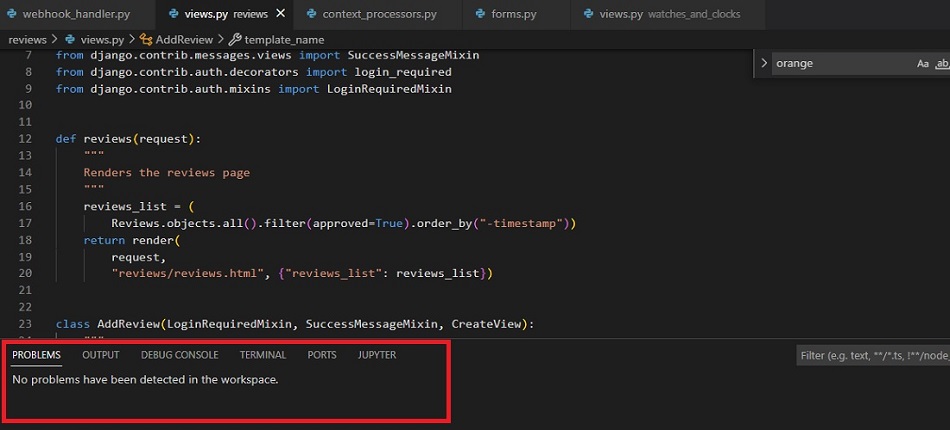 webhook_handler.py views.py reviews context_processors.py forms.py views.py watches_and_clocks
reviews > views.py > AddReview > template_name
orange Aa ab
7 from django.contrib.messages.views import SuccessMessageMixin
8 from django.contrib.auth.decorators import login_required
9 from django.contrib.auth.mixins import LoginRequiredMixin
10
11
12 def reviews(request):
13 """
14 Renders the reviews page
15 """
16 reviews_list = (
17 Reviews.objects.all().filter(approved=True).order_by("-timestamp"))
18 return render(
19 request,
20 "reviews/reviews.html", {"reviews_list": reviews_list})
21
22
23 class AddReview(LoginRequiredMixin, SuccessMessageMixin, CreateView):
PROBLEMS OUTPUT DEBUG CONSOLE TERMINAL PORTS JUPYTER
Filter (e.g. text, **/*.ts, !**/node_
No problems have been detected in the workspace.